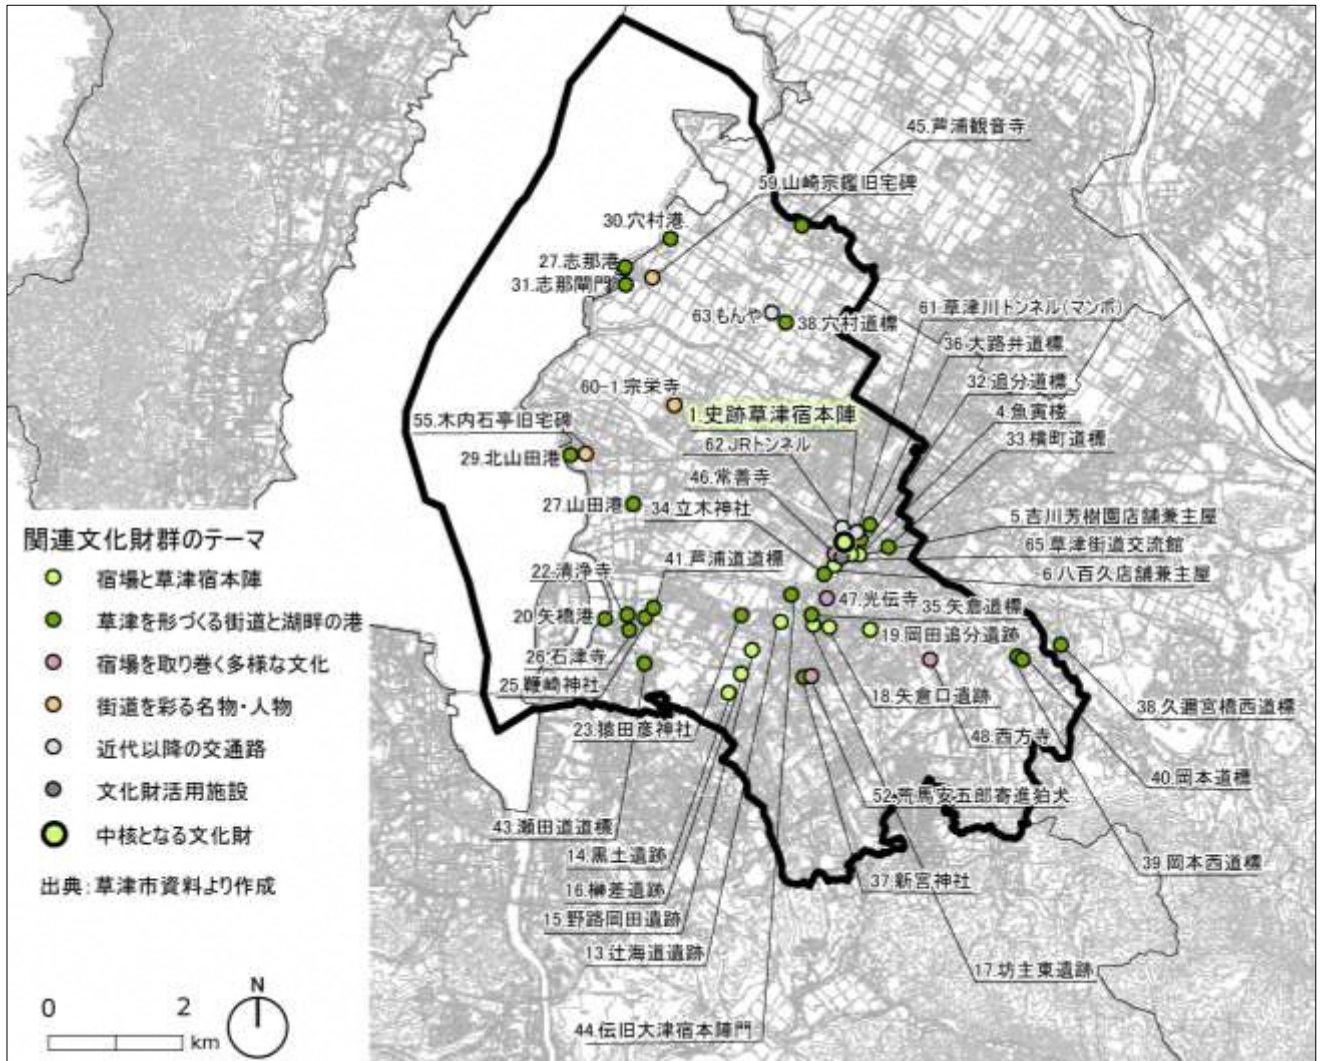 45.芦浦観音寺
59.山崎宗鑑旧宅碑
30.穴村港
27.志那港
31.志那閘門
61.草津川トンネル(マンポ)
63.もんや
38.穴村道標
36.大路井道標
32.追分道標
60-1.宗栄寺
4.魚寅楼
55.木内石亭旧宅碑
1.史跡草津宿本陣
33.横町道標
62.JRトンネル
29.北山田港
46.常善寺
27.山田港
34.立木神社
5.吉川芳樹園店舗兼主屋
関連文化財群のテーマ
65.草津街道交流館
41.芦浦道道標
宿場と草津宿本陣
22.清浄寺
6.八百久店舗兼主屋
草津を形づくる街道と湖畔の港
20.矢橋港
47.光伝寺
35.矢倉道標
19.岡田追分遺跡
宿場を取り巻く多様な文化
26.石津寺
25.鞭崎神社
18.矢倉口遺跡
街道を彩る名物・人物
38.久邇宮橋西道標
23.猿田彦神社
48.西方寺
近代以降の交通路
40.岡本道標
文化財活用施設
52.荒馬安五郎寄進狛犬
43.瀬田道道標
中核となる文化財
14.黒土遺跡
39.岡本西道標
出典:草津市資料より作成
16.榊差遺跡
37.新宮神社
15.野路岡田遺跡
13.辻海道遺跡
17.坊主東遺跡
N
0 2
km
44.伝旧大津宿本陣門